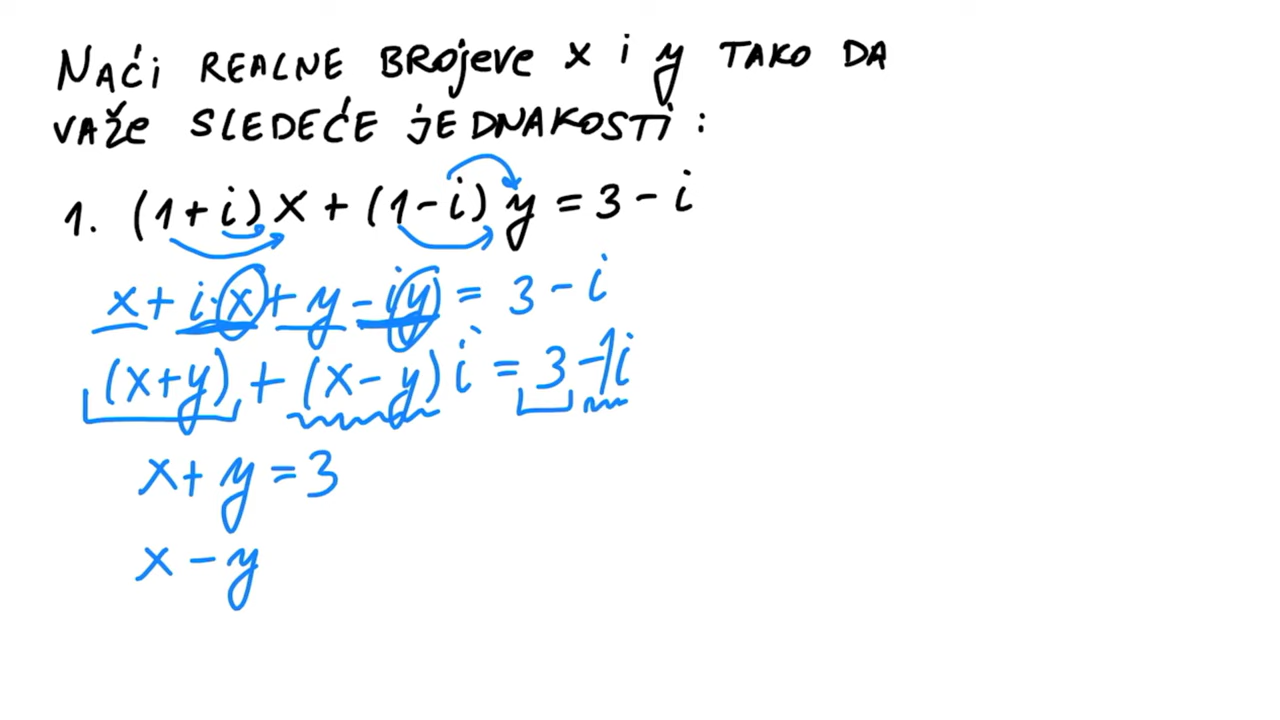 NAĆI REALNE BROJEVE x i y TAKO DA
VAŽE SLEDEĆE JEDNAKOSTI:
1. (1+i)x + (1-i)y = 3 - i
x + i·x + y - iy = 3 - i
(x+y) + (x-y)i = 3 - 1i
x + y = 3
x - y